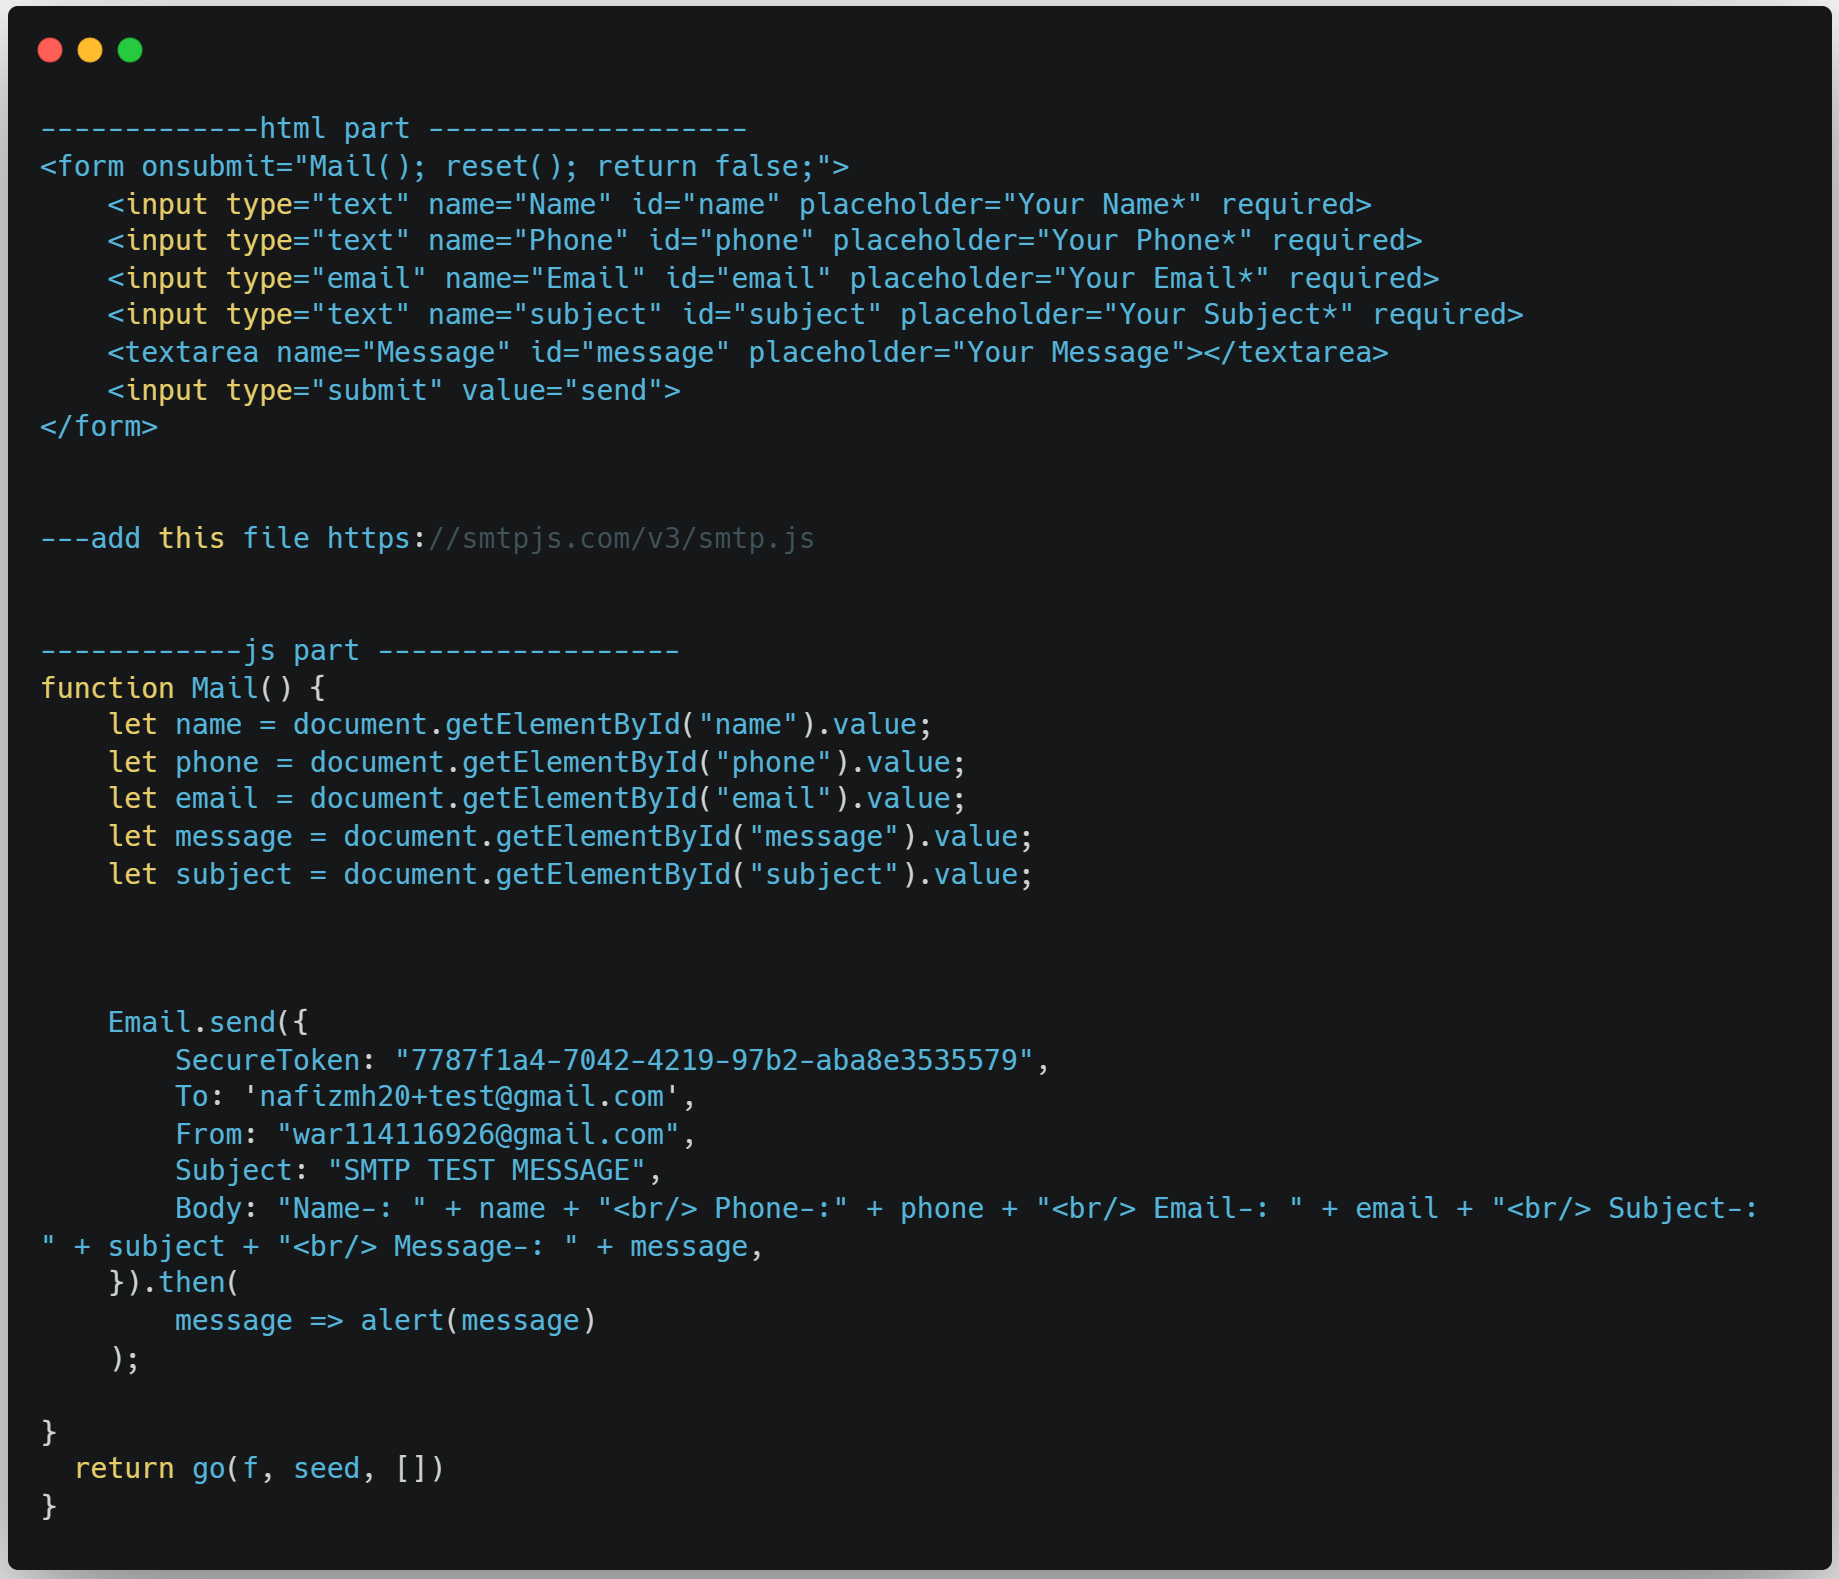 -------------html part -------------------
<form onsubmit="Mail(); reset(); return false;">
    <input type="text" name="Name" id="name" placeholder="Your Name*" required>
    <input type="text" name="Phone" id="phone" placeholder="Your Phone*" required>
    <input type="email" name="Email" id="email" placeholder="Your Email*" required>
    <input type="text" name="subject" id="subject" placeholder="Your Subject*" required>
    <textarea name="Message" id="message" placeholder="Your Message"></textarea>
    <input type="submit" value="send">
</form>
---add this file https://smtpjs.com/v3/smtp.js
------------js part ------------------
function Mail() {
    let name = document.getElementById("name").value;
    let phone = document.getElementById("phone").value;
    let email = document.getElementById("email").value;
    let message = document.getElementById("message").value;
    let subject = document.getElementById("subject").value;
    Email.send({
        SecureToken: "7787f1a4-7042-4219-97b2-aba8e3535579",
        To: 'nafizmh20+test@gmail.com',
        From: "war114116926@gmail.com",
        Subject: "SMTP TEST MESSAGE",
        Body: "Name-: " + name + "<br/> Phone-:" + phone + "<br/> Email-: " + email + "<br/> Subject-:
" + subject + "<br/> Message-: " + message,
    }).then(
        message => alert(message)
    );
}
  return go(f, seed, [])
}